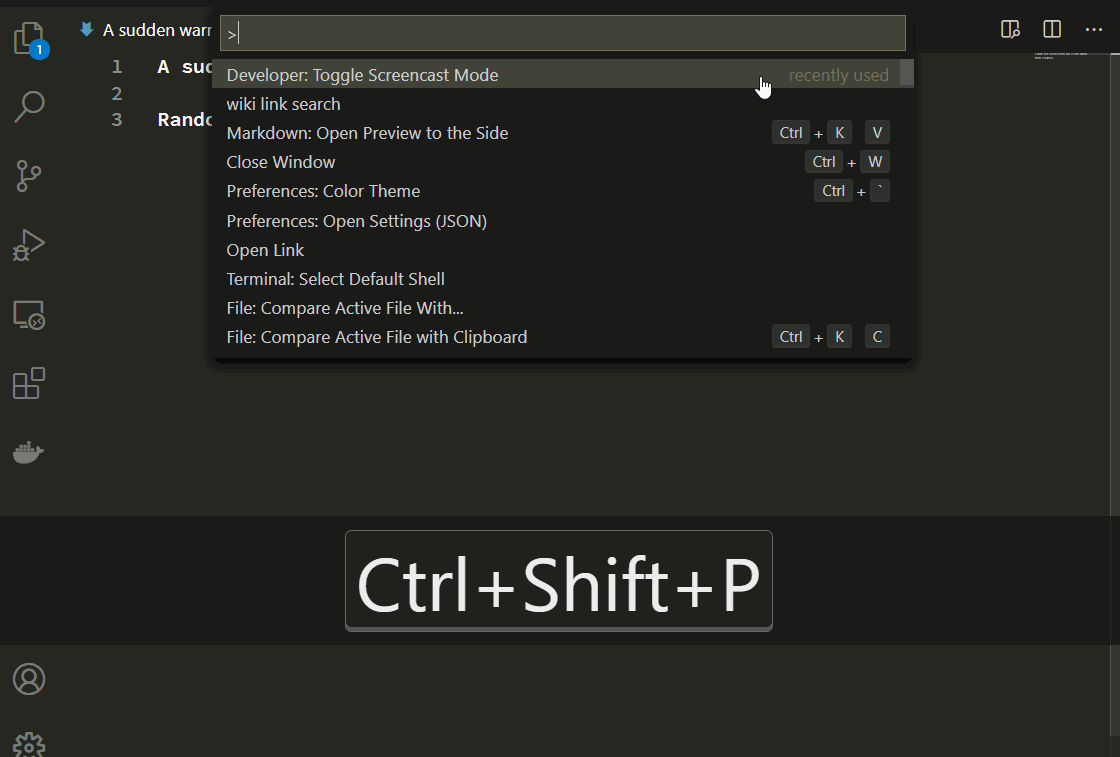 1
A sudden warr
>
1 A suc
2
3 Rando
Developer: Toggle Screencast Mode recently used
wiki link search
Markdown: Open Preview to the Side Ctrl + K V
Close Window Ctrl + W
Preferences: Color Theme Ctrl + `
Preferences: Open Settings (JSON)
Open Link
Terminal: Select Default Shell
File: Compare Active File With...
File: Compare Active File with Clipboard Ctrl + K C
Ctrl+Shift+P